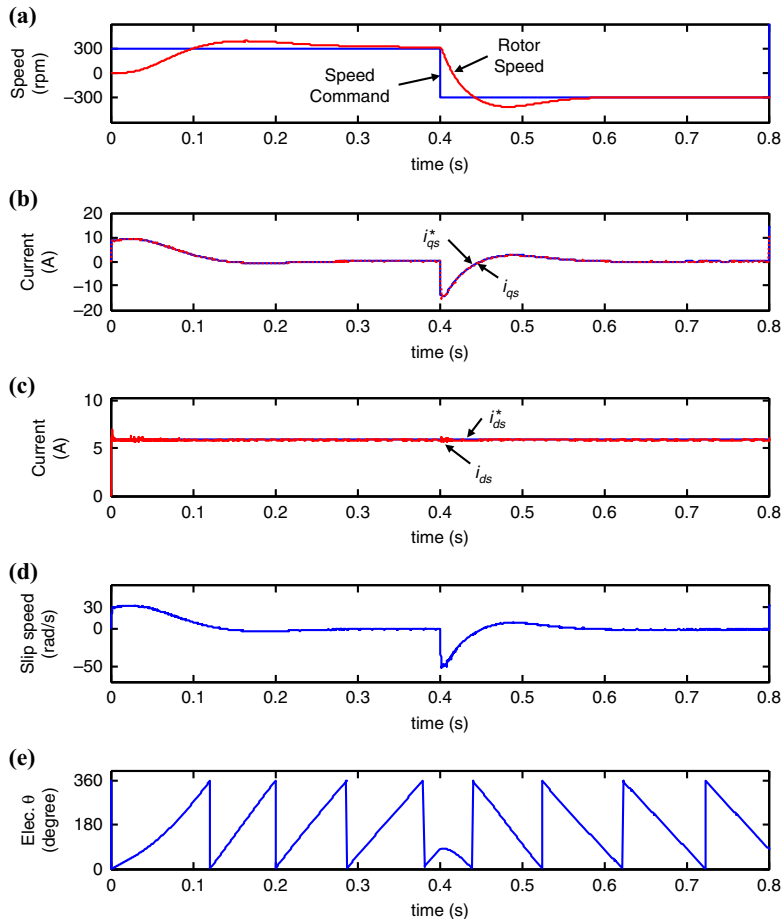 (a)
Speed
(rpm)
300
0
−300
Speed
Command
Rotor
Speed
0 0.1 0.2 0.3 0.4 0.5 0.6 0.7 0.8
time (s)
(b)
Current
(A)
20
10
0
−10
−20
i*qs
iqs
0 0.1 0.2 0.3 0.4 0.5 0.6 0.7 0.8
time (s)
(c)
Current
(A)
10
5
0
i*ds
ids
0 0.1 0.2 0.3 0.4 0.5 0.6 0.7 0.8
time (s)
(d)
Slip speed
(rad/s)
30
0
−50
0 0.1 0.2 0.3 0.4 0.5 0.6 0.7 0.8
time (s)
(e)
Elec. θ
(degree)
360
180
0
0 0.1 0.2 0.3 0.4 0.5 0.6 0.7 0.8
time (s)